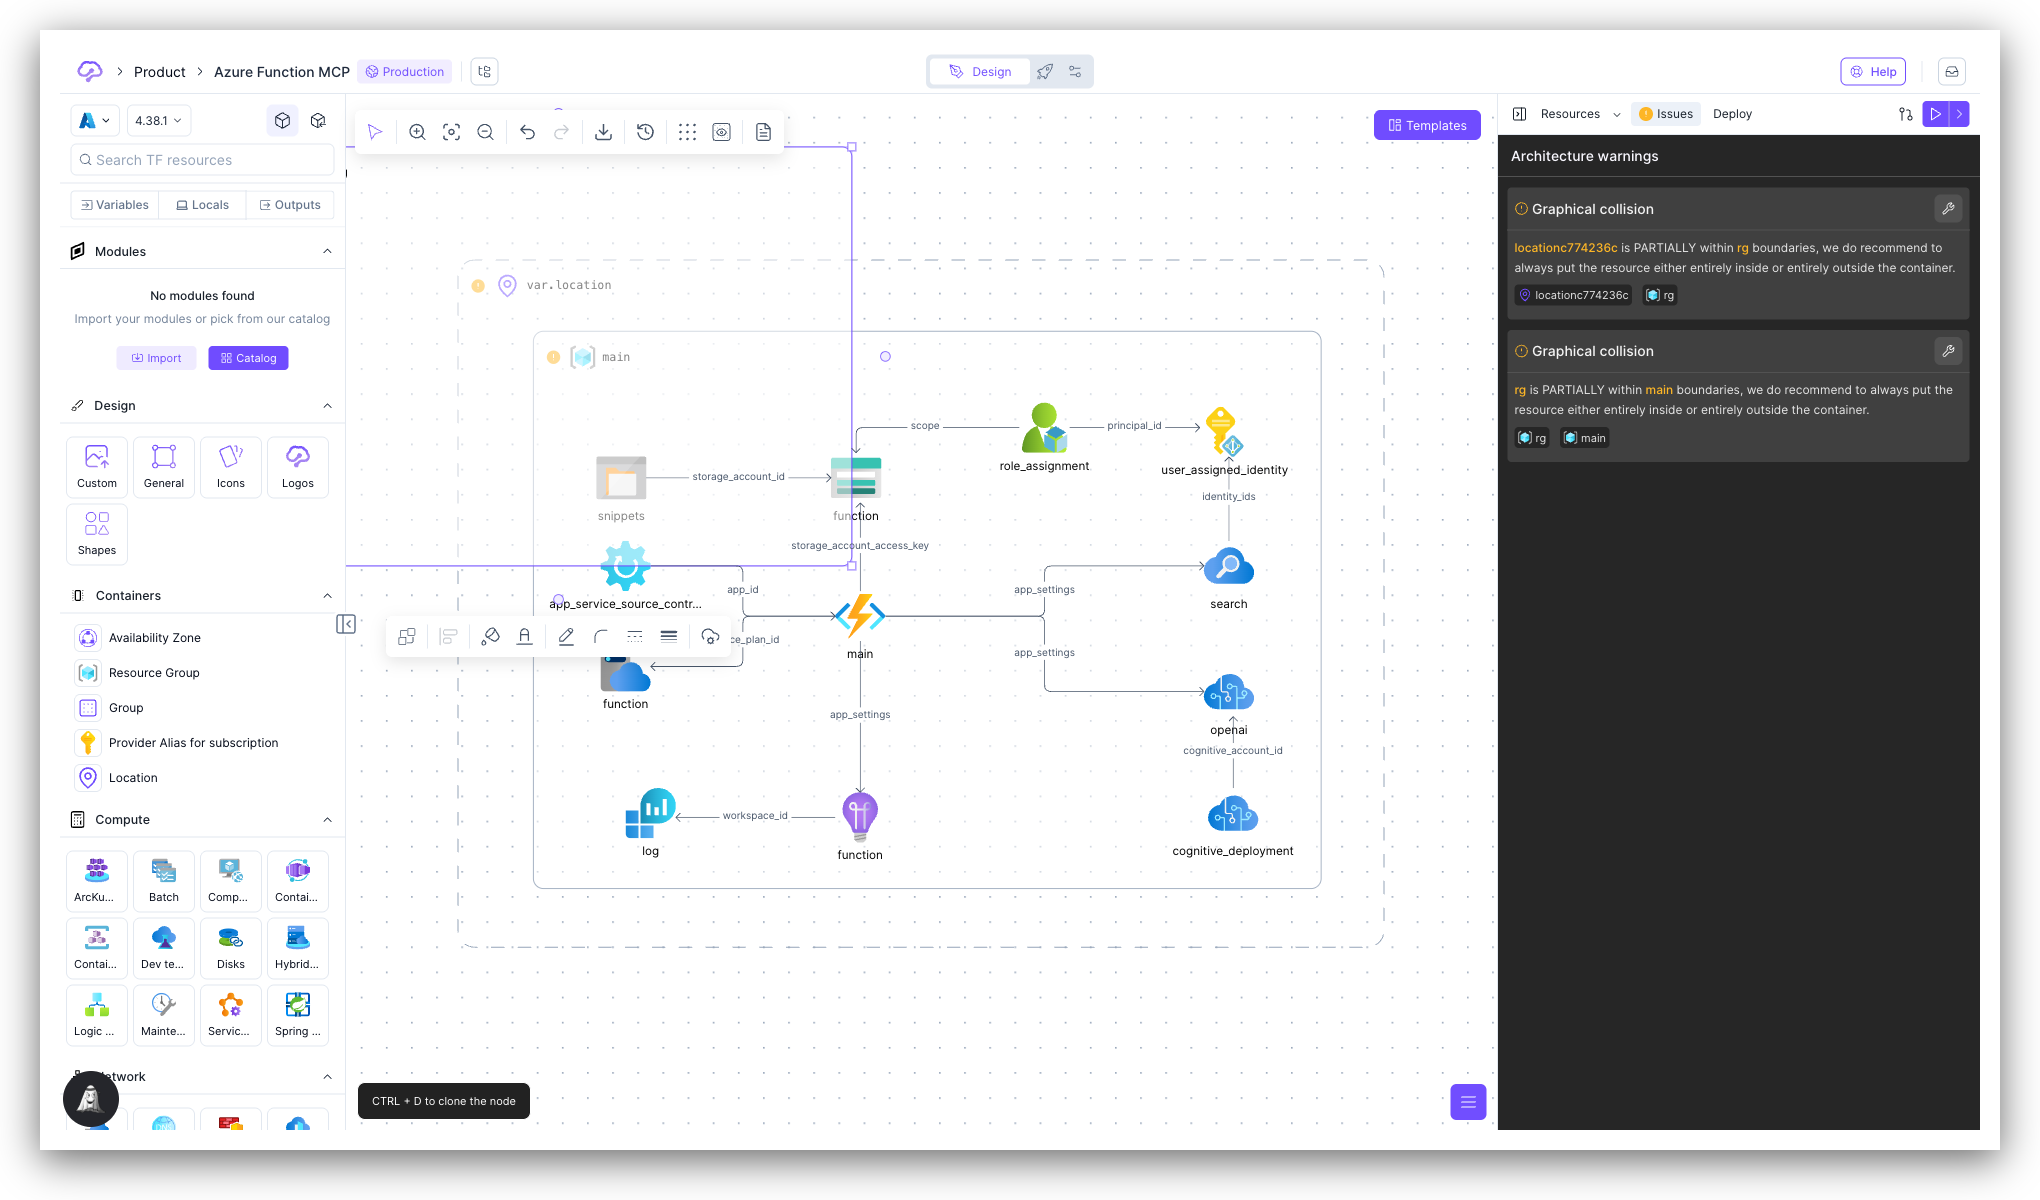 Product
Azure Function MCP
Production
Design
Help
4.38.1
Search TF resources
Variables
Locals
Outputs
Modules
No modules found
Import your modules or pick from our catalog
Import
Catalog
Design
Custom
General
Icons
Logos
Shapes
Containers
Availability Zone
Resource Group
Group
Provider Alias for subscription
Location
Compute
ArcKu...
Batch
Comp...
Contai...
Contai...
Dev te...
Disks
Hybrid...
Logic ...
Mainte...
Servic...
Spring ...
etwork
Templates
var.location
main
scope
principal_id
role_assignment
user_assigned_identity
storage_account_id
identity_ids
snippets
function
storage_account_access_key
app_id
app_settings
app_service_source_contr...
search
ce_plan_id
main
app_settings
function
app_settings
openai
cognitive_account_id
workspace_id
log
function
cognitive_deployment
CTRL + D to clone the node
Resources
Issues
Deploy
Architecture warnings
Graphical collision
locationc774236c is PARTIALLY within rg boundaries, we do recommend to
always put the resource either entirely inside or entirely outside the container.
locationc774236c
rg
Graphical collision
rg is PARTIALLY within main boundaries, we do recommend to always put the
resource either entirely inside or entirely outside the container.
rg
main